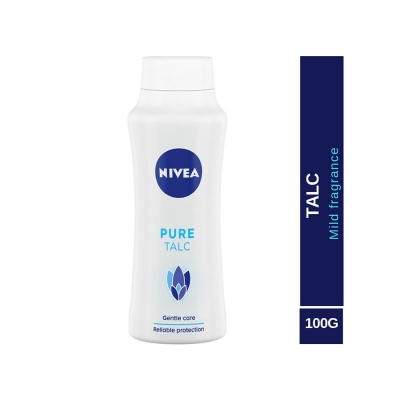 NIVEA
PURE
TALC
Gentle care
Reliable protection
TALC
Mild fragrance
100G